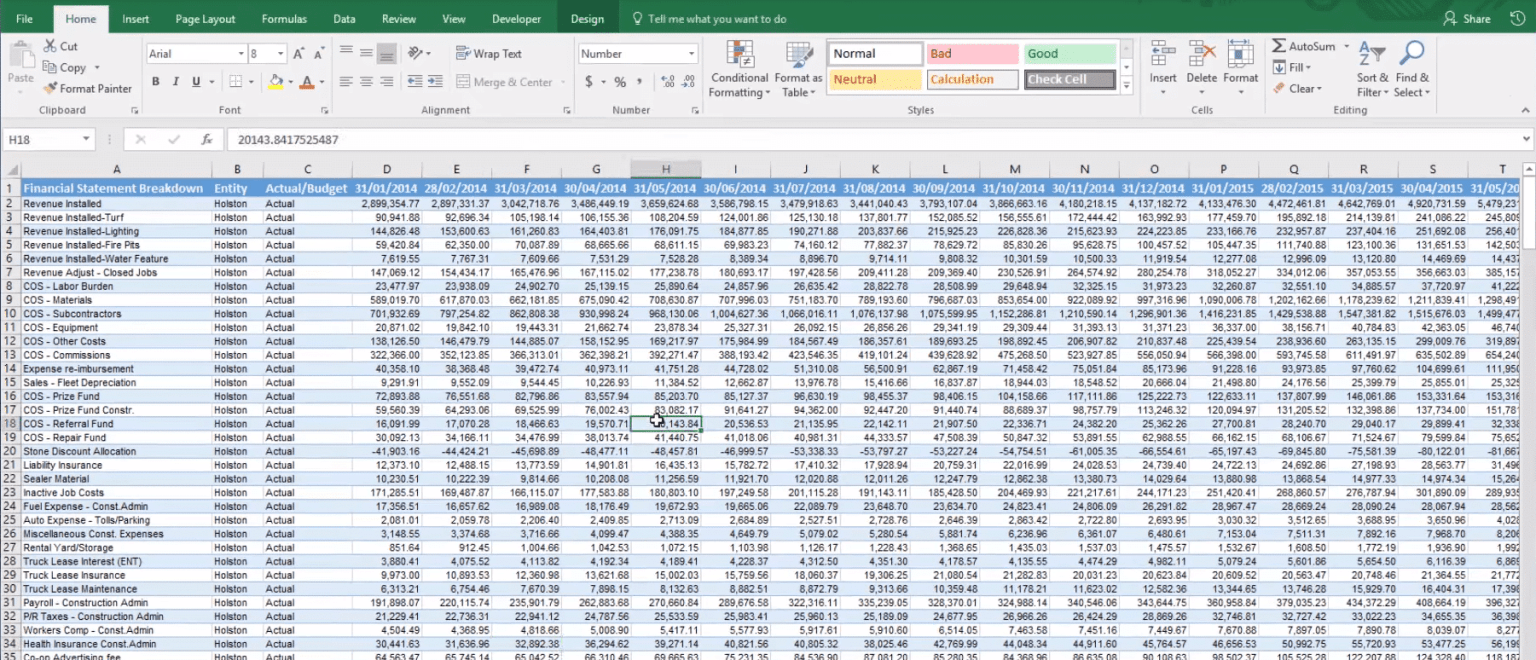 File Home Insert Page Layout Formulas Data Review View Developer Design Tell me what you want to do Share
Cut
Copy
Format Painter
Paste
Clipboard
Arial 8
B I U
Font
Wrap Text
Merge & Center
Alignment
Number
$ % ,
Number
Conditional Formatting
Format as Table
Normal Bad Good
Neutral Calculation Check Cell
Styles
Insert Delete Format
Cells
AutoSum
Fill
Clear
Sort & Filter
Find & Select
Editing
H18 fx 20143.8417525487
A B C D E F G H I J K L M N O P Q R S T
1 Financial Statement Breakdown Entity Actual/Budget 31/01/2014 28/02/2014 31/03/2014 30/04/2014 31/05/2014 30/06/2014 31/07/2014 31/08/2014 30/09/2014 31/10/2014 30/11/2014 31/12/2014 31/01/2015 28/02/2015 31/03/2015 30/04/2015 31/05/20
2 Revenue Installed Holston Actual 2,899,354.77 2,897,331.37 3,042,718.76 3,486,449.19 3,659,624.68 3,586,798.15 3,479,918.63 3,441,040.43 3,793,107.04 3,866,663.16 4,180,218.15 4,137,182.72 4,133,476.30 4,472,461.81 4,642,769.01 4,920,731.59 5,479,23
3 Revenue Installed-Turf Holston Actual 90,941.88 92,696.34 105,198.14 106,155.36 108,204.59 124,001.86 125,130.18 137,801.77 152,085.52 156,555.61 172,444.42 163,992.93 177,459.70 195,892.18 214,139.81 241,086.22 245,80
4 Revenue Installed-Lighting Holston Actual 144,826.48 153,600.63 161,260.83 164,403.81 176,091.75 184,877.85 190,271.88 203,837.66 215,925.23 226,828.36 215,623.93 224,223.85 233,166.76 232,957.87 237,404.16 251,692.08 256,40
5 Revenue Installed-Fire Pits Holston Actual 59,420.84 62,350.00 70,087.89 68,665.66 68,611.15 69,983.23 74,160.12 77,882.37 78,629.72 85,830.26 95,628.75 100,457.52 105,447.35 111,740.88 123,100.36 131,651.53 142,50
6 Revenue Installed-Water Feature Holston Actual 7,619.55 7,767.31 7,609.66 7,531.29 7,528.28 8,389.34 8,896.70 9,714.11 9,808.32 10,301.59 10,500.33 11,919.54 12,277.08 12,996.09 13,120.80 14,469.69 14,43
7 Revenue Adjust - Closed Jobs Holston Actual 147,069.12 154,434.17 165,476.96 167,115.02 177,238.78 180,693.17 197,428.56 209,411.28 209,369.40 230,526.91 264,574.92 280,254.78 318,052.27 334,012.06 357,053.55 356,663.03 385,15
8 COS - Labor Burden Holston Actual 23,477.97 23,938.09 24,902.70 25,139.15 25,890.64 24,857.96 26,635.42 28,822.78 28,508.99 29,648.94 32,325.15 31,973.23 32,260.87 32,551.10 34,885.57 37,720.97 41,22
9 COS - Materials Holston Actual 589,019.70 617,870.03 662,181.85 675,090.42 708,630.87 707,996.03 751,183.70 789,193.60 796,687.03 853,654.00 922,089.92 997,316.96 1,090,006.78 1,202,162.66 1,178,239.62 1,211,839.41 1,298,49
10 COS - Subcontractors Holston Actual 701,932.69 797,254.82 862,808.38 930,998.24 968,130.06 1,004,627.36 1,066,016.11 1,076,137.98 1,075,599.95 1,152,286.81 1,210,590.14 1,296,901.36 1,416,231.85 1,429,538.88 1,547,381.82 1,515,676.03 1,499,47
11 COS - Equipment Holston Actual 20,871.02 19,842.10 19,443.31 21,662.74 23,878.34 25,327.31 26,092.15 26,856.26 29,341.19 29,309.44 31,393.13 31,371.23 36,337.00 38,156.71 40,784.83 42,363.05 46,74
12 COS - Other Costs Holston Actual 138,126.50 146,479.79 144,885.07 158,152.95 169,217.97 175,984.99 184,567.49 186,357.61 189,693.25 198,892.45 206,907.82 210,837.48 225,439.54 238,936.60 263,135.15 299,009.76 319,89
13 COS - Commissions Holston Actual 322,366.00 352,123.85 366,313.01 362,398.21 392,271.47 388,193.42 423,546.35 419,101.24 439,628.92 475,268.50 523,927.85 556,050.94 566,398.00 593,745.58 611,491.97 635,502.89 654,24
14 Expense re-imbursement Holston Actual 40,358.10 38,368.48 39,472.74 40,973.11 41,751.28 44,728.02 51,310.08 56,500.91 62,867.19 71,458.42 75,051.84 85,173.96 91,228.16 93,973.85 97,760.62 104,699.61 111,95
15 Sales - Fleet Depreciation Holston Actual 9,291.91 9,552.09 9,544.45 10,226.93 11,384.52 12,662.87 13,976.78 15,416.66 16,837.87 18,944.03 18,548.52 20,666.04 21,498.80 24,176.56 25,399.79 25,855.01 25,32
16 COS - Prize Fund Holston Actual 72,893.88 76,551.68 82,796.86 83,557.94 85,203.70 85,127.37 96,630.19 98,455.37 98,406.15 104,158.66 117,111.86 125,222.73 122,633.11 137,807.99 146,061.86 153,331.64 153,31
17 COS - Prize Fund Constr. Holston Actual 59,560.39 64,293.06 69,525.99 76,002.43 83,082.17 91,641.27 94,362.00 92,447.20 91,440.74 88,689.37 98,757.79 113,246.32 120,094.97 131,205.52 132,398.86 137,734.00 151,78
18 COS - Referral Fund Holston Actual 16,091.99 17,070.28 18,466.63 19,570.71 143.84 20,536.53 21,135.95 22,142.11 21,907.50 22,336.71 24,382.20 25,362.26 27,700.81 28,240.70 29,040.17 29,899.41 32,33
19 COS - Repair Fund Holston Actual 30,092.13 34,166.11 34,476.99 38,013.74 41,440.75 41,018.06 40,981.31 44,333.57 47,508.39 50,847.32 53,891.55 62,988.55 66,162.15 68,106.67 71,524.67 79,599.84 75,65
20 Stone Discount Allocation Holston Actual -41,903.16 -44,424.21 -45,698.89 -48,477.01 -48,457.81 -46,999.57 -53,338.33 -53,797.27 -53,227.24 -54,754.51 -61,005.35 -66,554.61 -65,197.43 -69,845.80 -75,581.39 -80,122.01 -81,66
21 Liability Insurance Holston Actual 12,373.10 12,488.15 13,773.59 14,901.81 16,435.13 15,782.72 17,410.32 17,928.94 20,759.31 22,016.99 24,028.53 24,739.40 24,722.13 24,692.86 27,198.93 28,563.77 31,49
22 Sealer Material Holston Actual 10,230.51 10,222.39 9,814.66 10,208.08 11,256.59 11,921.70 12,020.88 12,011.26 12,247.79 12,862.38 13,380.73 14,029.64 13,880.98 13,868.54 14,977.33 14,974.34 15,26
23 Inactive Job Costs Holston Actual 171,285.51 169,487.87 166,115.07 177,583.88 180,803.10 197,249.58 201,115.28 191,143.11 185,428.50 204,469.93 221,217.61 244,171.23 251,420.41 268,860.57 276,787.94 301,890.09 289,93
24 Fuel Expense - Const.Admin Holston Actual 17,356.51 16,657.62 16,989.08 18,176.49 19,672.93 19,665.06 22,089.79 23,648.70 23,634.70 24,823.41 24,806.09 26,291.82 28,967.47 28,669.24 28,090.24 28,067.94 28,56
25 Auto Expense - Tolls/Parking Holston Actual 2,081.01 2,059.78 2,206.40 2,409.85 2,713.09 2,684.89 2,527.51 2,728.76 2,646.39 2,863.42 2,722.80 2,693.95 3,030.32 3,512.65 3,688.95 3,650.96 4,02
26 Miscellaneous Const. Expenses Holston Actual 3,148.55 3,374.68 3,716.66 4,099.47 4,388.35 4,649.79 5,079.02 5,280.54 5,881.74 6,236.96 6,361.07 6,480.61 7,153.04 7,511.31 7,892.16 7,968.70 8,20
27 Rental Yard/Storage Holston Actual 851.64 912.45 1,004.66 1,042.53 1,072.15 1,103.98 1,126.17 1,228.43 1,368.65 1,435.03 1,537.03 1,475.57 1,532.67 1,608.50 1,772.19 1,936.90 1,99
28 Truck Lease Interest (ENT) Holston Actual 3,880.41 4,075.52 4,113.82 4,192.34 4,189.41 4,228.37 4,312.50 4,351.30 4,178.57 4,135.55 4,474.29 4,982.11 5,079.24 5,601.86 5,654.50 6,116.39 6,86
29 Truck Lease Insurance Holston Actual 9,973.00 10,893.53 12,360.98 13,621.68 15,002.03 15,759.56 18,060.37 19,306.25 21,080.54 21,282.83 20,031.23 20,623.84 20,609.52 20,563.47 20,748.46 21,364.55 21,77
30 Truck Lease Maintenance Holston Actual 6,313.21 6,754.46 7,670.39 7,898.15 8,132.63 8,882.51 8,872.79 9,313.66 10,359.48 11,178.21 11,623.02 12,582.36 13,344.65 13,746.28 15,929.70 16,404.31 17,39
31 Payroll - Construction Admin Holston Actual 191,898.07 220,115.74 235,901.79 262,883.68 270,660.84 289,676.58 322,316.11 335,239.05 328,370.01 324,988.14 340,546.06 343,644.75 360,958.84 379,035.23 434,372.29 408,664.19 396,32
32 P/R Taxes - Construction Admin Holston Actual 21,229.41 22,736.31 22,941.12 24,787.56 25,533.59 25,983.41 25,960.13 25,189.09 24,677.95 26,966.26 26,424.29 28,869.26 32,746.81 32,727.42 33,022.23 34,655.35 34,76
33 Workers Comp - Const.Admin Holston Actual 4,504.49 4,368.95 4,818.66 5,008.90 5,417.11 5,577.93 5,917.61 5,910.60 6,514.05 7,463.58 7,451.16 7,449.67 7,670.88 7,897.05 7,890.78 8,039.07 8,27
34 Health Insurance Const.Admin Holston Actual 30,441.63 31,636.96 32,892.38 36,294.62 39,271.14 40,821.56 40,805.32 38,025.46 42,769.99 44,048.34 44,911.60 45,764.57 46,656.53 50,992.75 55,720.93 53,477.25 56,19